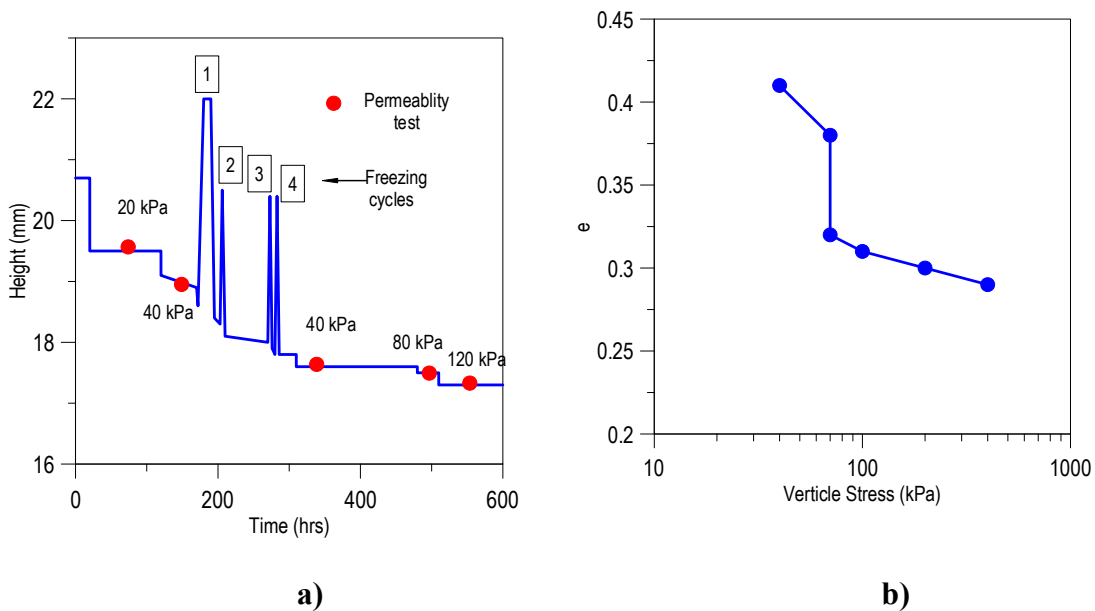 1
Permeablity
test
2
3
4
Freezing
cycles
20 kPa
40 kPa
40 kPa
80 kPa
120 kPa
22
20
18
16
Height (mm)
0
200
400
600
Time (hrs)
a)
0.45
0.4
0.35
0.3
0.25
0.2
e
10
100
1000
Verticle Stress (kPa)
b)